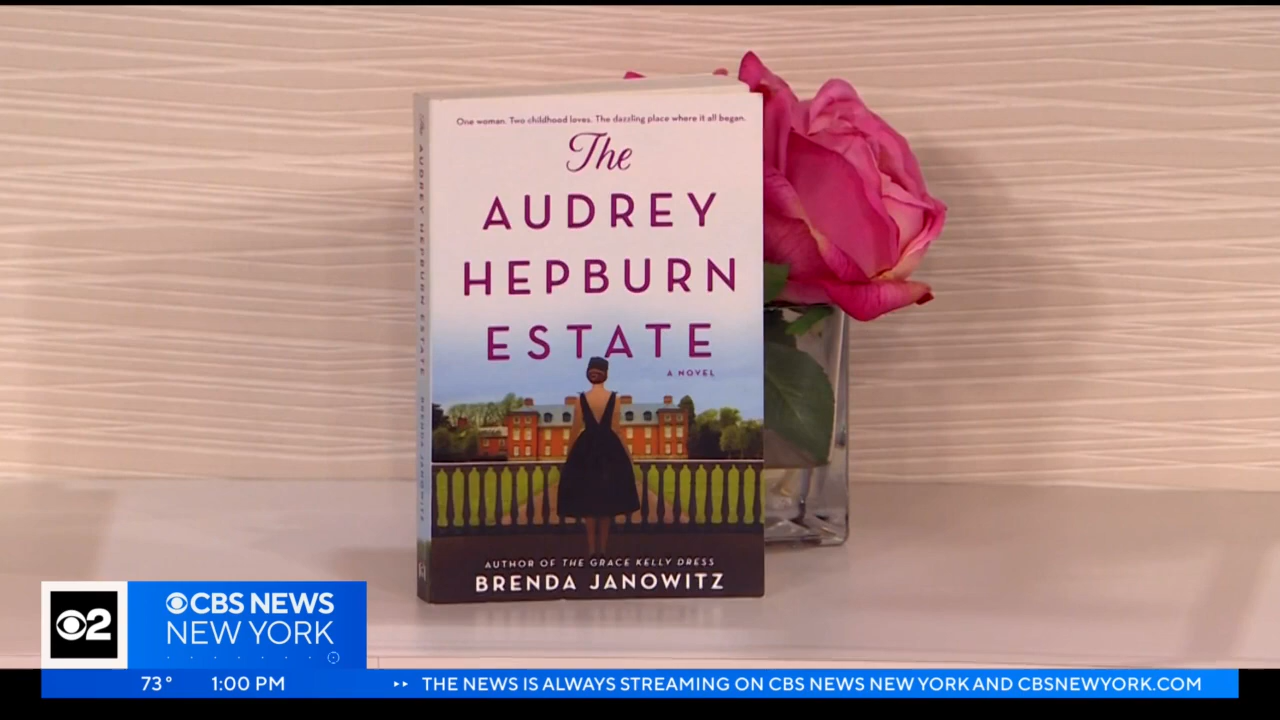 One woman. Two childhood loves. The dazzling place where it all began.
The
AUDREY
HEPBURN
ESTATE
A NOVEL
AUTHOR OF THE GRACE KELLY DRESS
BRENDA JANOWITZ
The AUDREY HEPBURN ESTATE BRENDA JANOWITZ
2
CBS NEWS
NEW YORK
73° 1:00 PM THE NEWS IS ALWAYS STREAMING ON CBS NEWS NEW YORK AND CBSNEWYORK.COM